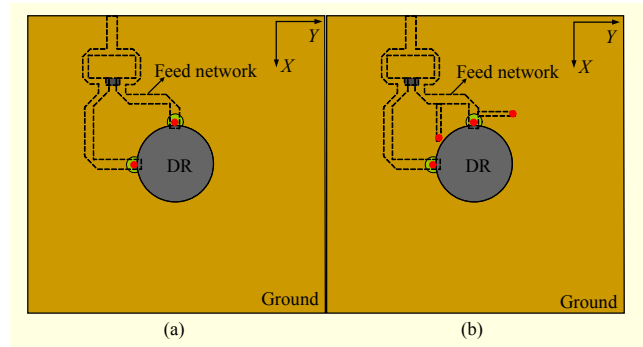 Y
X
Feed network
DR
Ground
(a)
Y
X
Feed network
DR
Ground
(b)